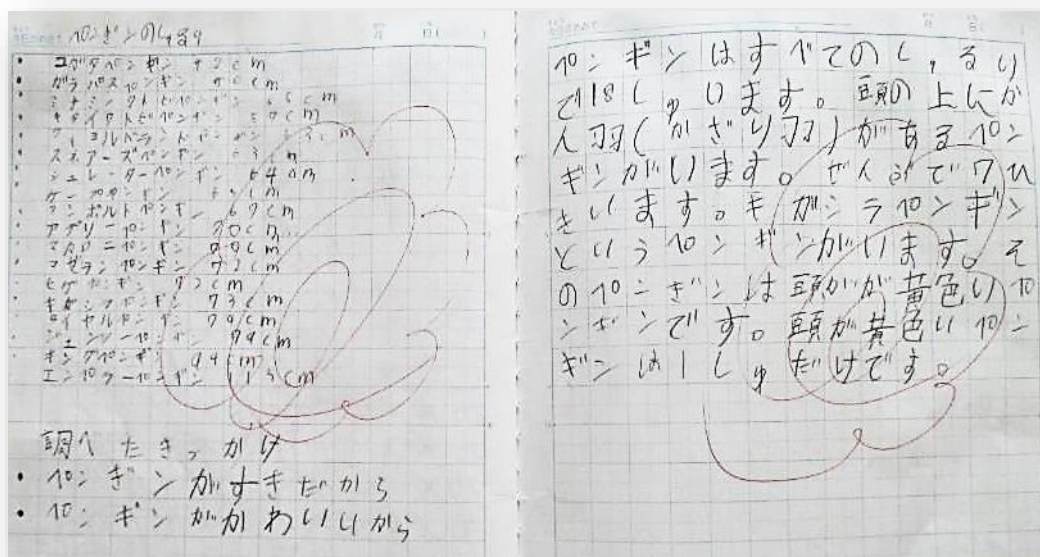 ペンぎンのしゅるり
・コガタペンギン 42cm
・ガラパスペンギン 50cm
・ミナミイワトビペンギン
・キタイワトビペンギン 57cm
・フィヨルドランドペンギン
・スネアーズペンギン 63cm
・シュレーターペンギン 64cm
・ケープペンギン
・フンボルトペンギン 67cm
・アデリーペンギン 70cm
・マカロニペンギン 70cm
・マゼランペンギン
・ヒゲペンギン 72cm
・キガシラペンギン 73cm
・ロイヤルペンギン
・ジェンツーペンギン
・キングペンギン 94cm
・エンペラーペンギン
調べたきっかけ
・ペンぎンがすきだから
・ペンギンがかわいいから
ペンギンはすべてのしゅるり
で18しゅいます。頭の上にか
ん羽(かざり羽)があるペン
ギンがいます。ぜんぶで7ひ
きいます。キガシラペンギン
というペンギンがいます。そ
のペンぎンは頭がが黄色いペ
ンギンです。頭が黄色いペン
ギンは1しゅだけです。